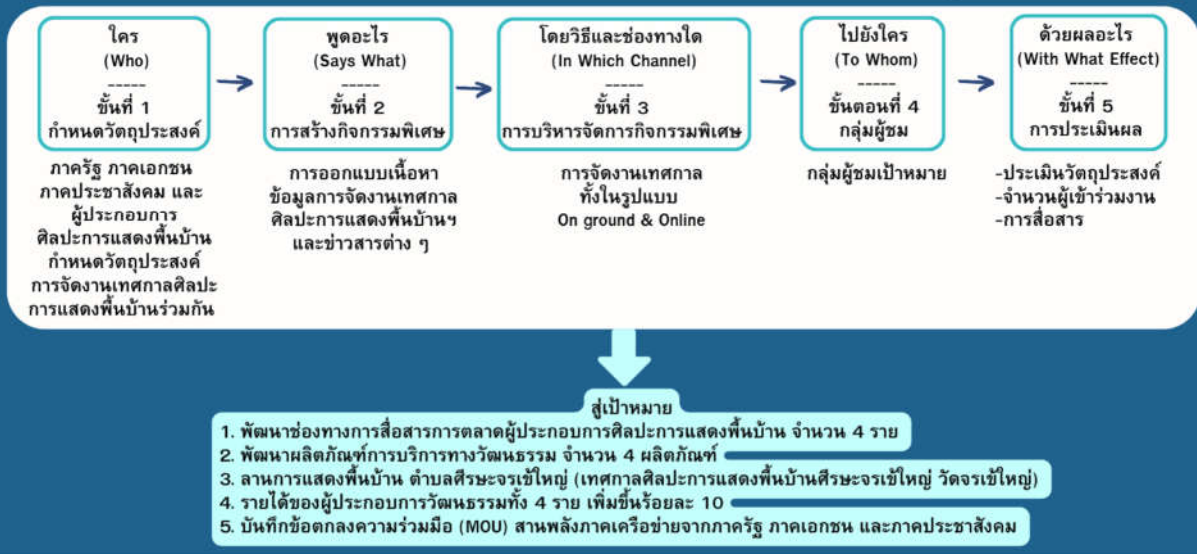 ใคร
(Who)
-----
ขั้นที่ 1
กำหนดวัตถุประสงค์
ภาครัฐ ภาคเอกชน
ภาคประชาสังคม และ
ผู้ประกอบการ
ศิลปะการแสดงพื้นบ้าน
กำหนดวัตถุประสงค์
การจัดงานเทศกาลศิลปะ
การแสดงพื้นบ้านร่วมกัน
พูดอะไร
(Says What)
-----
ขั้นที่ 2
การสร้างกิจกรรมพิเศษ
การออกแบบเนื้อหา
ข้อมูลการจัดงานเทศกาล
ศิลปะการแสดงพื้นบ้านฯ
และข่าวสารต่าง ๆ
โดยวิธีและช่องทางใด
(In Which Channel)
-----
ขั้นที่ 3
การบริหารจัดการกิจกรรมพิเศษ
การจัดงานเทศกาล
ทั้งในรูปแบบ
On ground & Online
ไปยังใคร
(To Whom)
-----
ขั้นตอนที่ 4
กลุ่มผู้ชม
กลุ่มผู้ชมเป้าหมาย
ด้วยผลอะไร
(With What Effect)
-----
ขั้นที่ 5
การประเมินผล
-ประเมินวัตถุประสงค์
-จำนวนผู้เข้าร่วมงาน
-การสื่อสาร
สู่เป้าหมาย
1. พัฒนาช่องทางการสื่อสารการตลาดผู้ประกอบการศิลปะการแสดงพื้นบ้าน จำนวน 4 ราย
2. พัฒนาผลิตภัณฑ์การบริการทางวัฒนธรรม จำนวน 4 ผลิตภัณฑ์
3. ลานการแสดงพื้นบ้าน ตำบลศีรษะจรเข้ใหญ่ (เทศกาลศิลปะการแสดงพื้นบ้านศีรษะจรเข้ใหญ่ วัดจรเข้ใหญ่)
4. รายได้ของผู้ประกอบการวัฒนธรรมทั้ง 4 ราย เพิ่มขึ้นร้อยละ 10
5. บันทึกข้อตกลงความร่วมมือ (MOU) สานพลังภาคเครือข่ายจากภาครัฐ ภาคเอกชน และภาคประชาสังคม